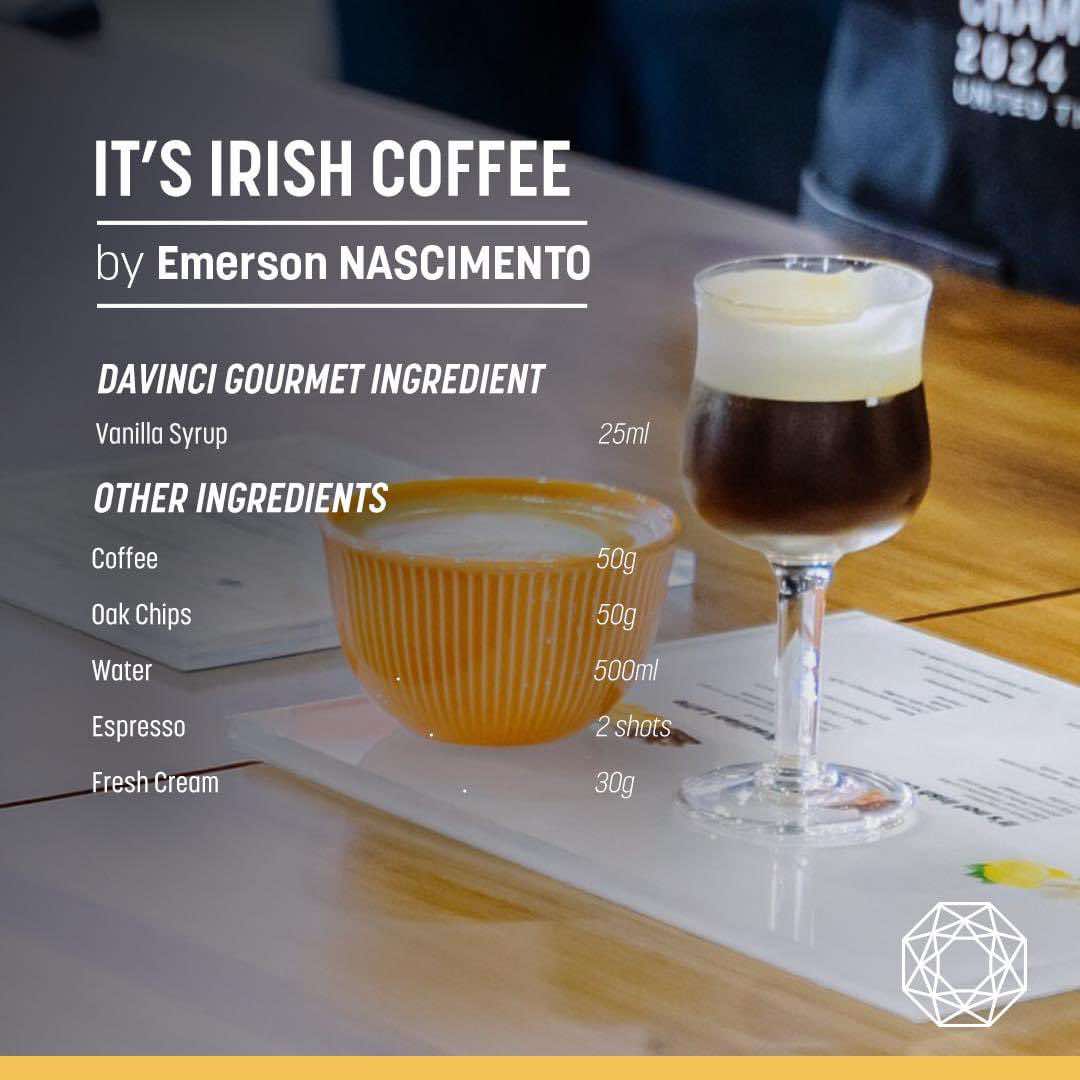 2024
IT'S IRISH COFFEE
by Emerson NASCIMENTO
DAVINCI GOURMET INGREDIENT
Vanilla Syrup 25ml
OTHER INGREDIENTS
Coffee 50g
Oak Chips 50g
Water . 500ml
Espresso . 2 shots
Fresh Cream . 30g